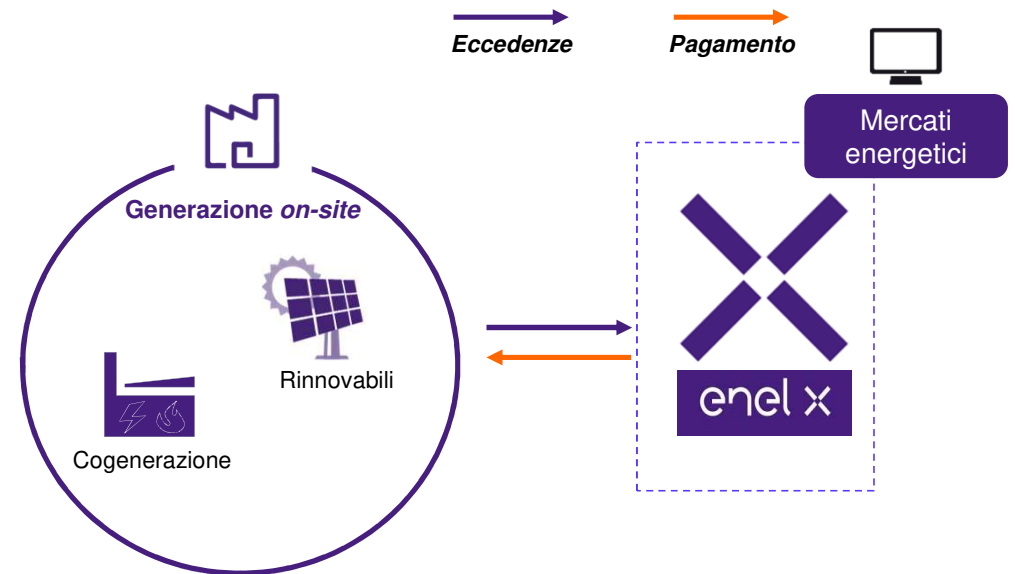 Eccedenze
Pagamento
Mercati
energetici
Generazione on-site
Rinnovabili
Cogenerazione
enel x